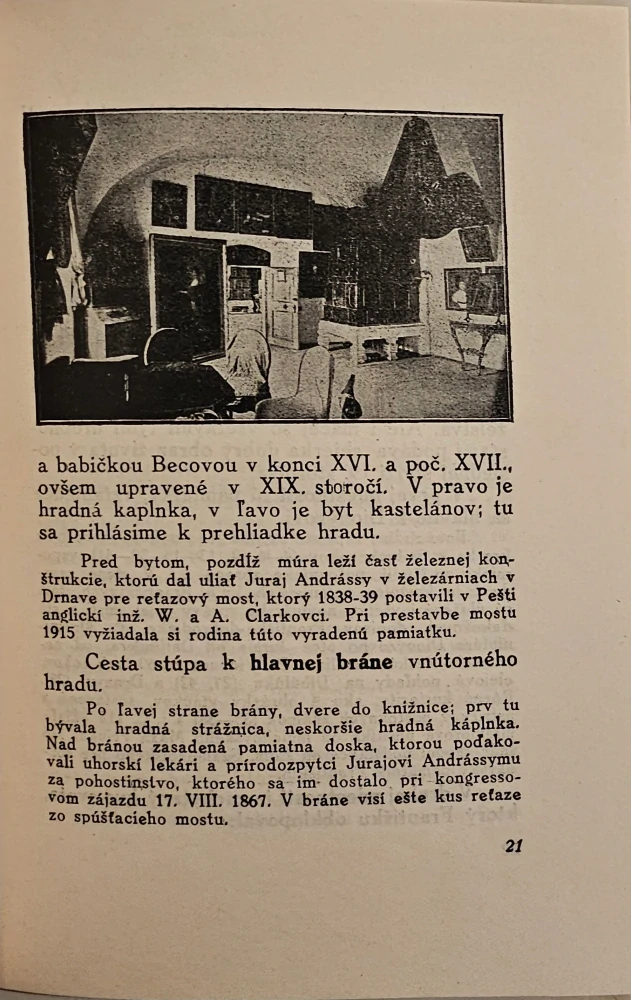 a babičkou Becovou v konci XVI. a poč. XVII.,
ovšem upravené v XIX. storočí. V pravo je
hradná kaplnka, v ľavo je byt kastelánov; tu
sa prihlásime k prehliadke hradu.
Pred bytom, pozdĺž múra leží časť železnej kon-
štrukcie, ktorú dal uliať Juraj Andrássy v železárniach v
Drnave pre reťazový most, ktorý 1838-39 postavili v Pešti
anglickí inž. W. a A. Clarkovci. Pri prestavbe mostu
1915 vyžiadala si rodina túto vyradenú pamiatku.
Cesta stúpa k hlavnej bráne vnútorného
hradu.
Po ľavej strane brány, dvere do knižnice; prv tu
bývala hradná strážnica, neskoršie hradná káplnka.
Nad bránou zasadená pamiatna doska, ktorou poďako-
vali uhorskí lekári a prírodozpytci Jurajovi Andrássymu
za pohostinstvo, ktorého sa im dostalo pri kongresso-
vom zájazdu 17. VIII. 1867. V bráne visí ešte kus reťaze
zo spúšťacieho mostu.
21